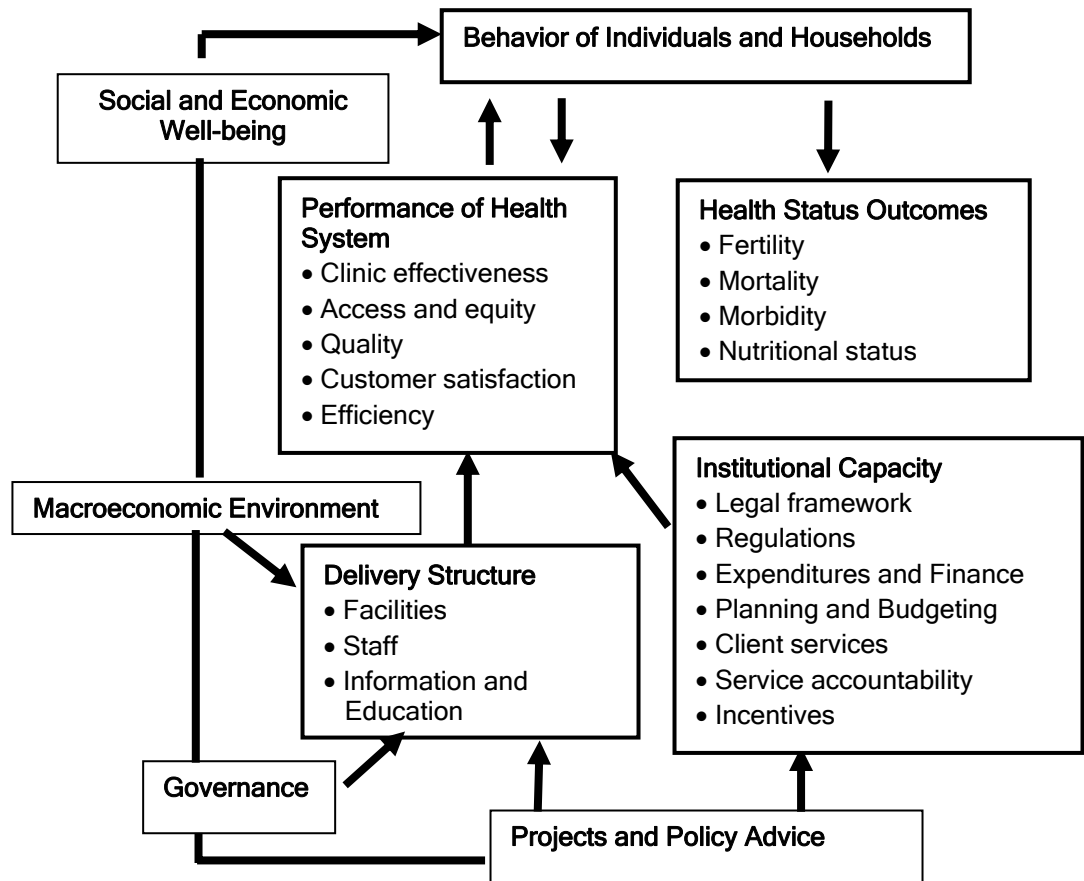 Behavior of Individuals and Households
Social and Economic
Well-being
Performance of Health
System
• Clinic effectiveness
• Access and equity
• Quality
• Customer satisfaction
• Efficiency
Health Status Outcomes
• Fertility
• Mortality
• Morbidity
• Nutritional status
Macroeconomic Environment
Delivery Structure
• Facilities
• Staff
• Information and
Education
Institutional Capacity
• Legal framework
• Regulations
• Expenditures and Finance
• Planning and Budgeting
• Client services
• Service accountability
• Incentives
Governance
Projects and Policy Advice